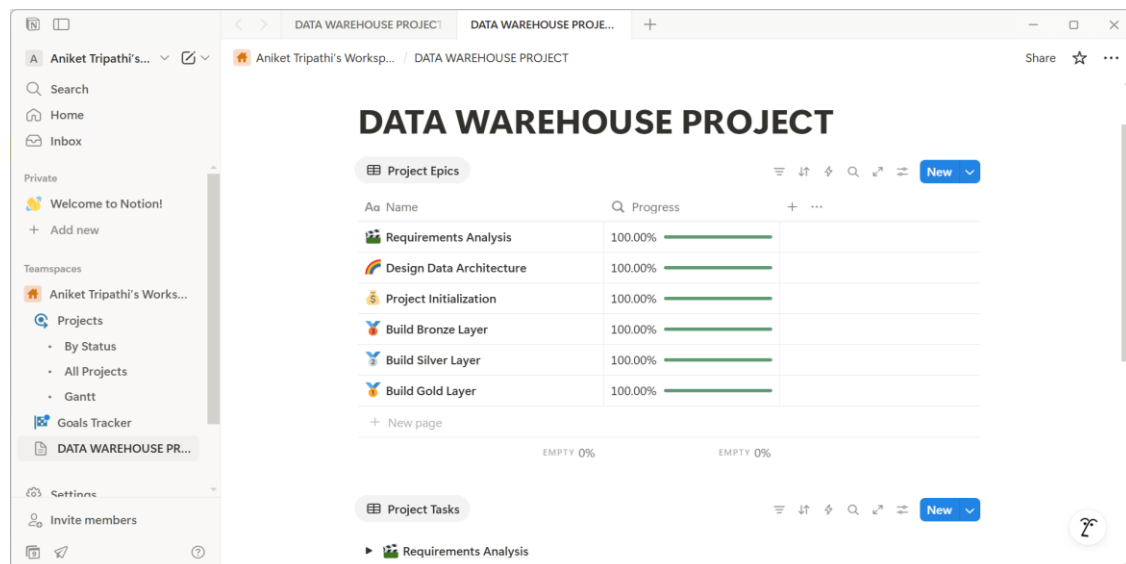 DATA WAREHOUSE PROJECT
DATA WAREHOUSE PROJE...
A Aniket Tripathi's...
Aniket Tripathi's Worksp... / DATA WAREHOUSE PROJECT
Share
Search
Home
Inbox
Private
Welcome to Notion!
Add new
Teamspaces
Aniket Tripathi's Works...
Projects
By Status
All Projects
Gantt
Goals Tracker
DATA WAREHOUSE PR...
Settings
Invite members
DATA WAREHOUSE PROJECT
Project Epics
New
Aa Name
Progress
Requirements Analysis 100.00%
Design Data Architecture 100.00%
Project Initialization 100.00%
Build Bronze Layer 100.00%
Build Silver Layer 100.00%
Build Gold Layer 100.00%
New page
EMPTY 0% EMPTY 0%
Project Tasks
New
Requirements Analysis